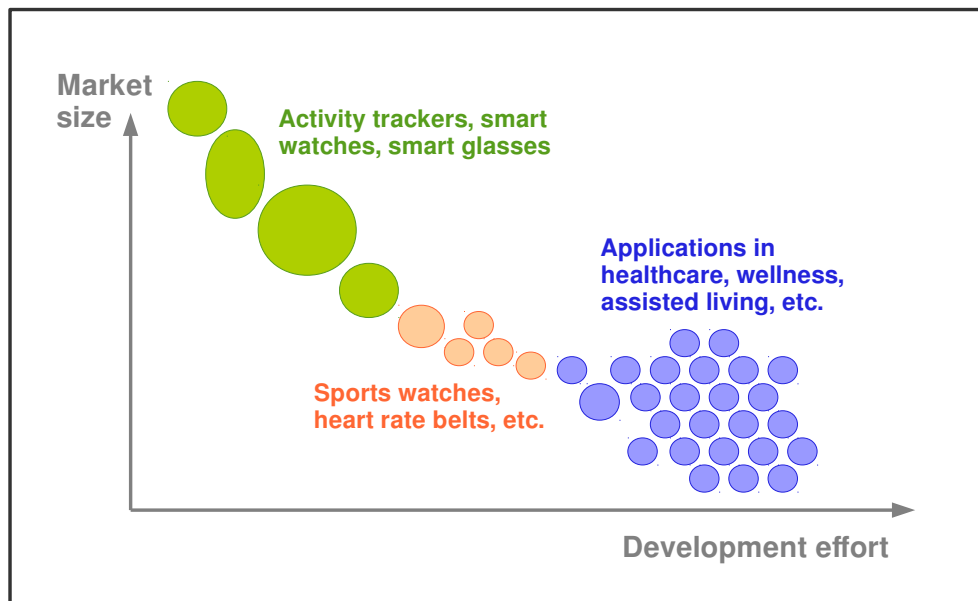 Market
size
Activity trackers, smart
watches, smart glasses
Applications in
healthcare, wellness,
assisted living, etc.
Sports watches,
heart rate belts, etc.
Development effort